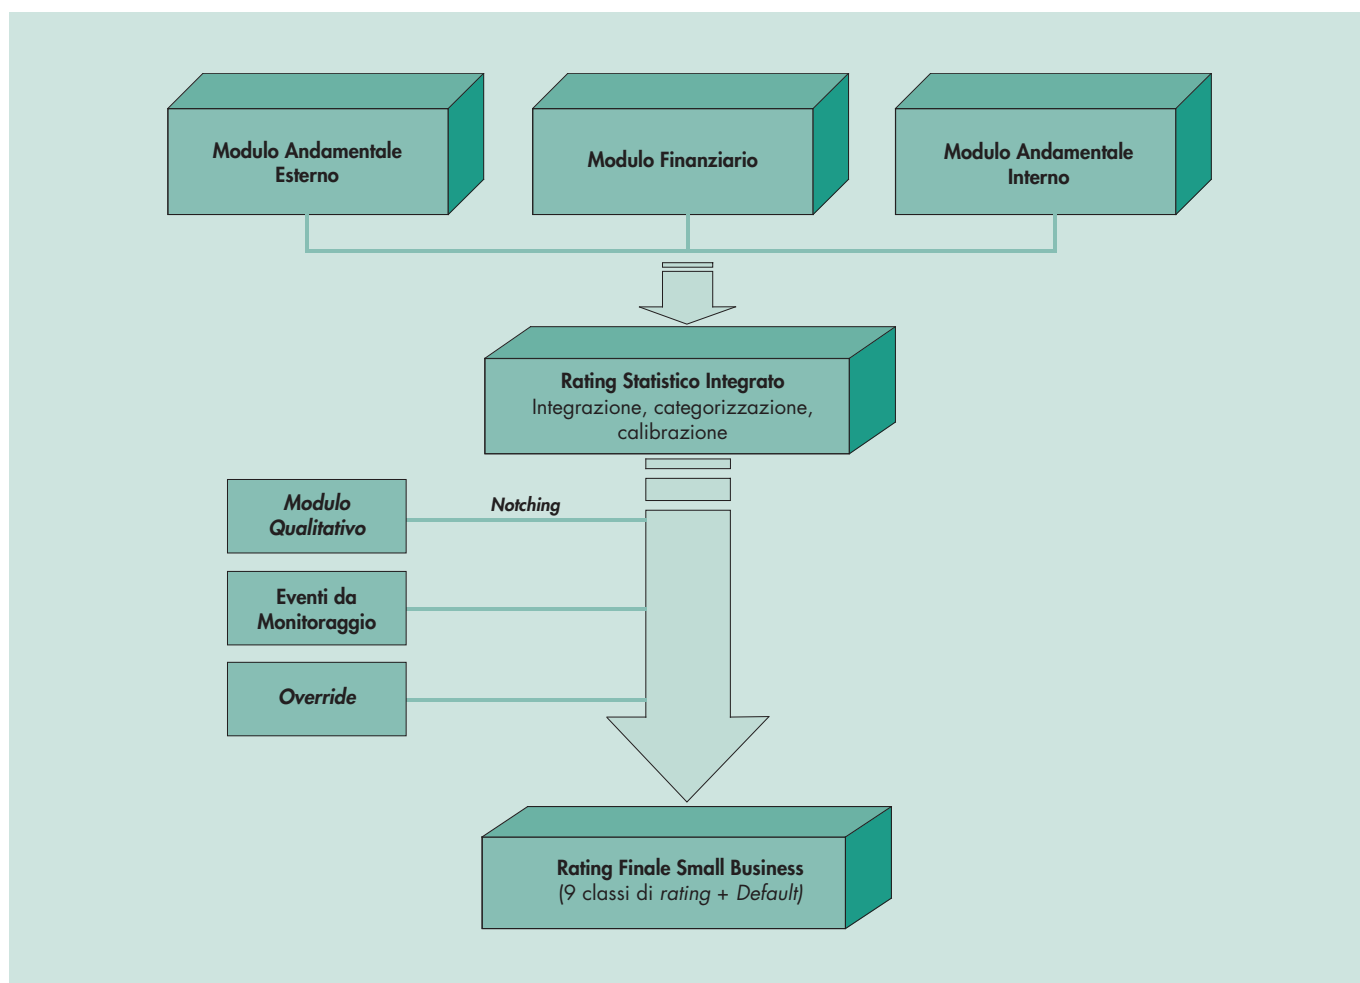 Modulo Andamentale
Esterno
Modulo Finanziario
Modulo Andamentale
Interno
Rating Statistico Integrato
Integrazione, categorizzazione,
calibrazione
Modulo
Qualitativo
Notching
Eventi da
Monitoraggio
Override
Rating Finale Small Business
(9 classi di rating + Default)